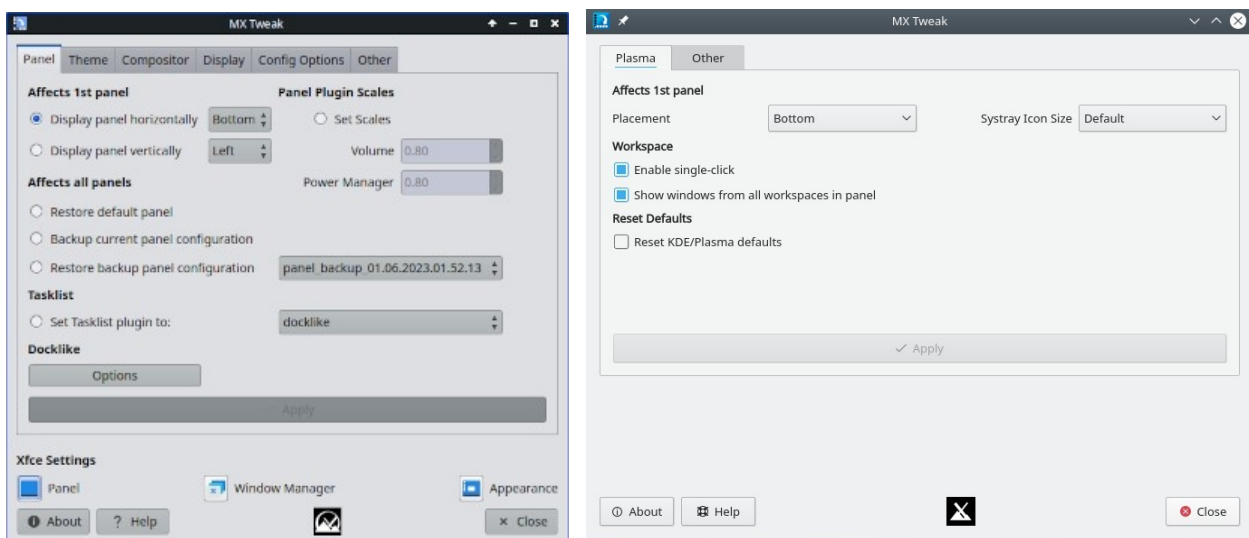 MX Tweak
Panel Theme Compositor Display Config Options Other
Affects 1st panel Panel Plugin Scales
Display panel horizontally Bottom Set Scales
Display panel vertically Left Volume 0.80
Affects all panels Power Manager 0.80
Restore default panel
Backup current panel configuration
Restore backup panel configuration panel_backup_01.06.2023.01.52.13
Tasklist
Set Tasklist plugin to: docklike
Docklike
Options
Apply
Xfce Settings
Panel Window Manager Appearance
About ? Help Close
MX Tweak
Plasma Other
Affects 1st panel
Placement Bottom Systray Icon Size Default
Workspace
Enable single-click
Show windows from all workspaces in panel
Reset Defaults
Reset KDE/Plasma defaults
Apply
About Help Close